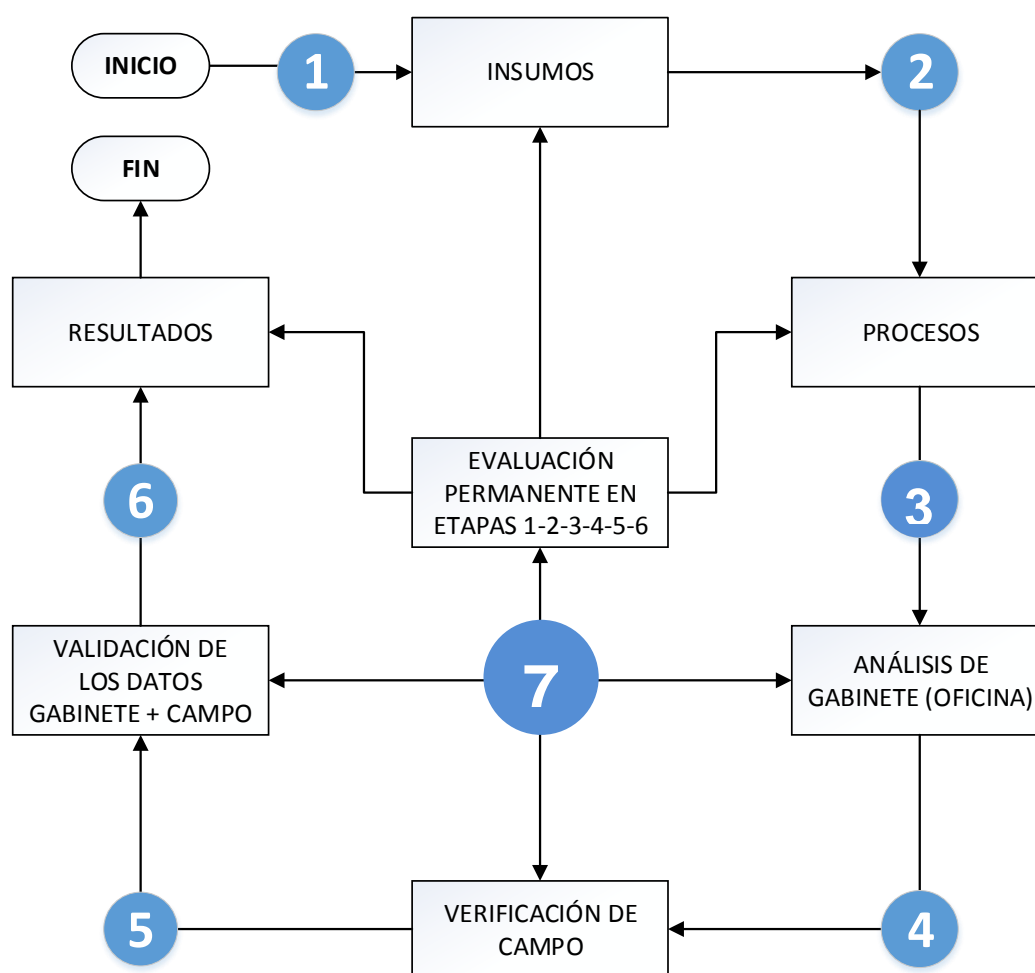 INICIO
1
INSUMOS
2
FIN
RESULTADOS
PROCESOS
EVALUACIÓN
PERMANENTE EN
ETAPAS 1-2-3-4-5-6
6
3
VALIDACIÓN DE
LOS DATOS
GABINETE + CAMPO
7
ANÁLISIS DE
GABINETE (OFICINA)
5
VERIFICACIÓN DE
CAMPO
4